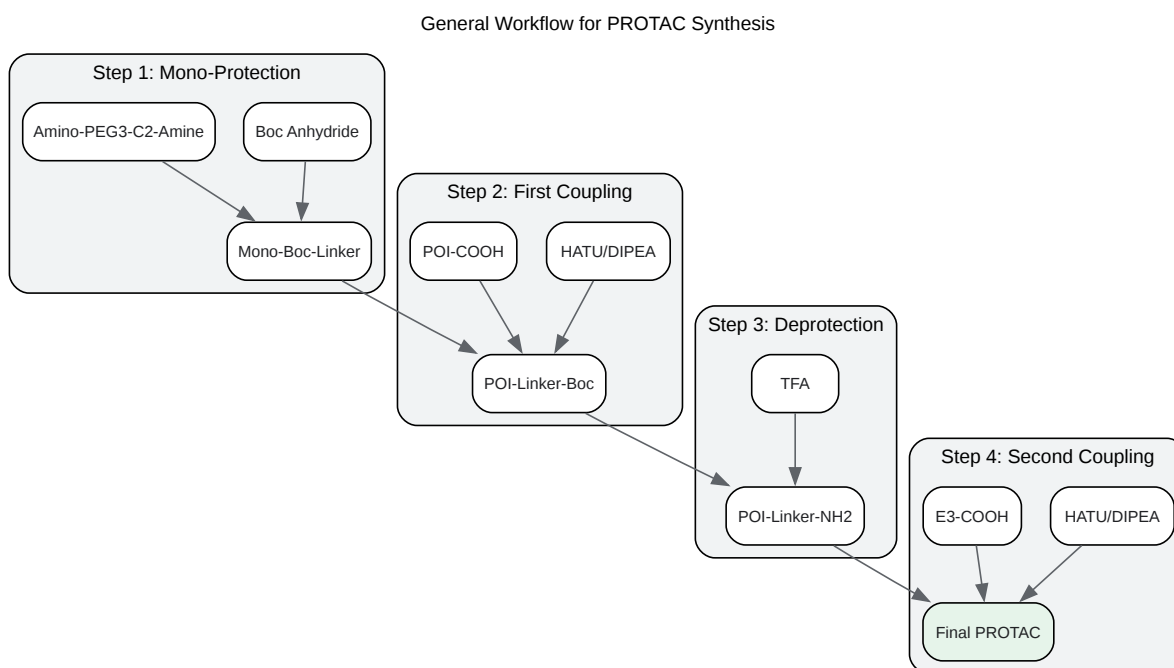 General Workflow for PROTAC Synthesis
Step 1: Mono-Protection
Amino-PEG3-C2-Amine
Boc Anhydride
Mono-Boc-Linker
Step 2: First Coupling
POI-COOH
HATU/DIPEA
POI-Linker-Boc
Step 3: Deprotection
TFA
POI-Linker-NH2
Step 4: Second Coupling
E3-COOH
HATU/DIPEA
Final PROTAC